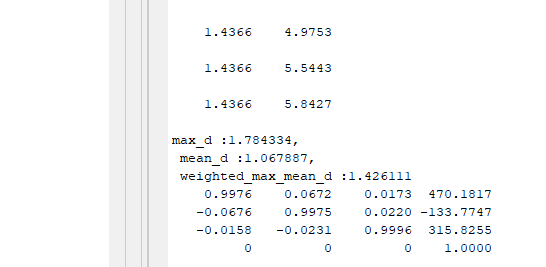 1.4366 4.9753
1.4366 5.5443
1.4366 5.8427
max_d :1.784334,
mean_d :1.067887,
weighted_max_mean_d :1.426111
0.9976 0.0672 0.0173 470.1817
-0.0676 0.9975 0.0220 -133.7747
-0.0158 -0.0231 0.9996 315.8255
0 0 0 1.0000